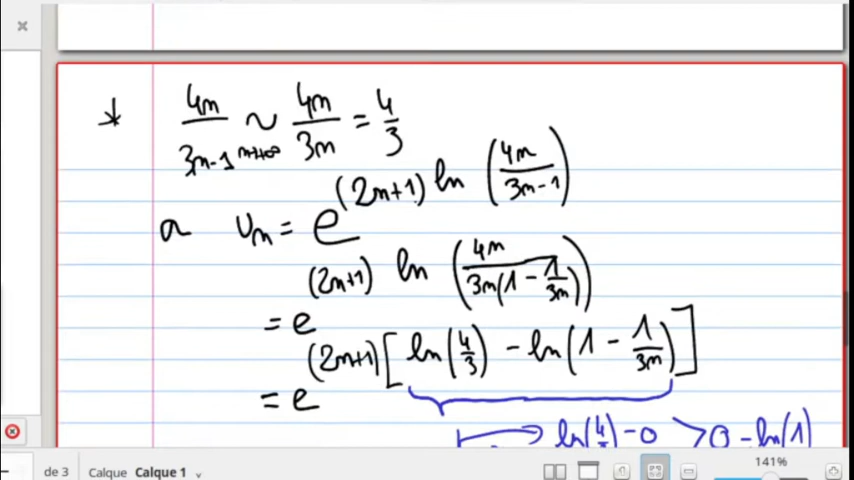 ↓ 4n/(3n-1) ~ n→+∞ 4n/3n = 4/3
a Un = e^((2n+1) ln (4n/(3n-1)))
= e^((2n+1) ln (4n/(3n(1 - 1/3n))))
= e^((2n+1)[ln(4/3) - ln(1 - 1/3n)])
→ ln(4/3) - 0 > 0 - ln(1)
de 3 Calque Calque 1 141%